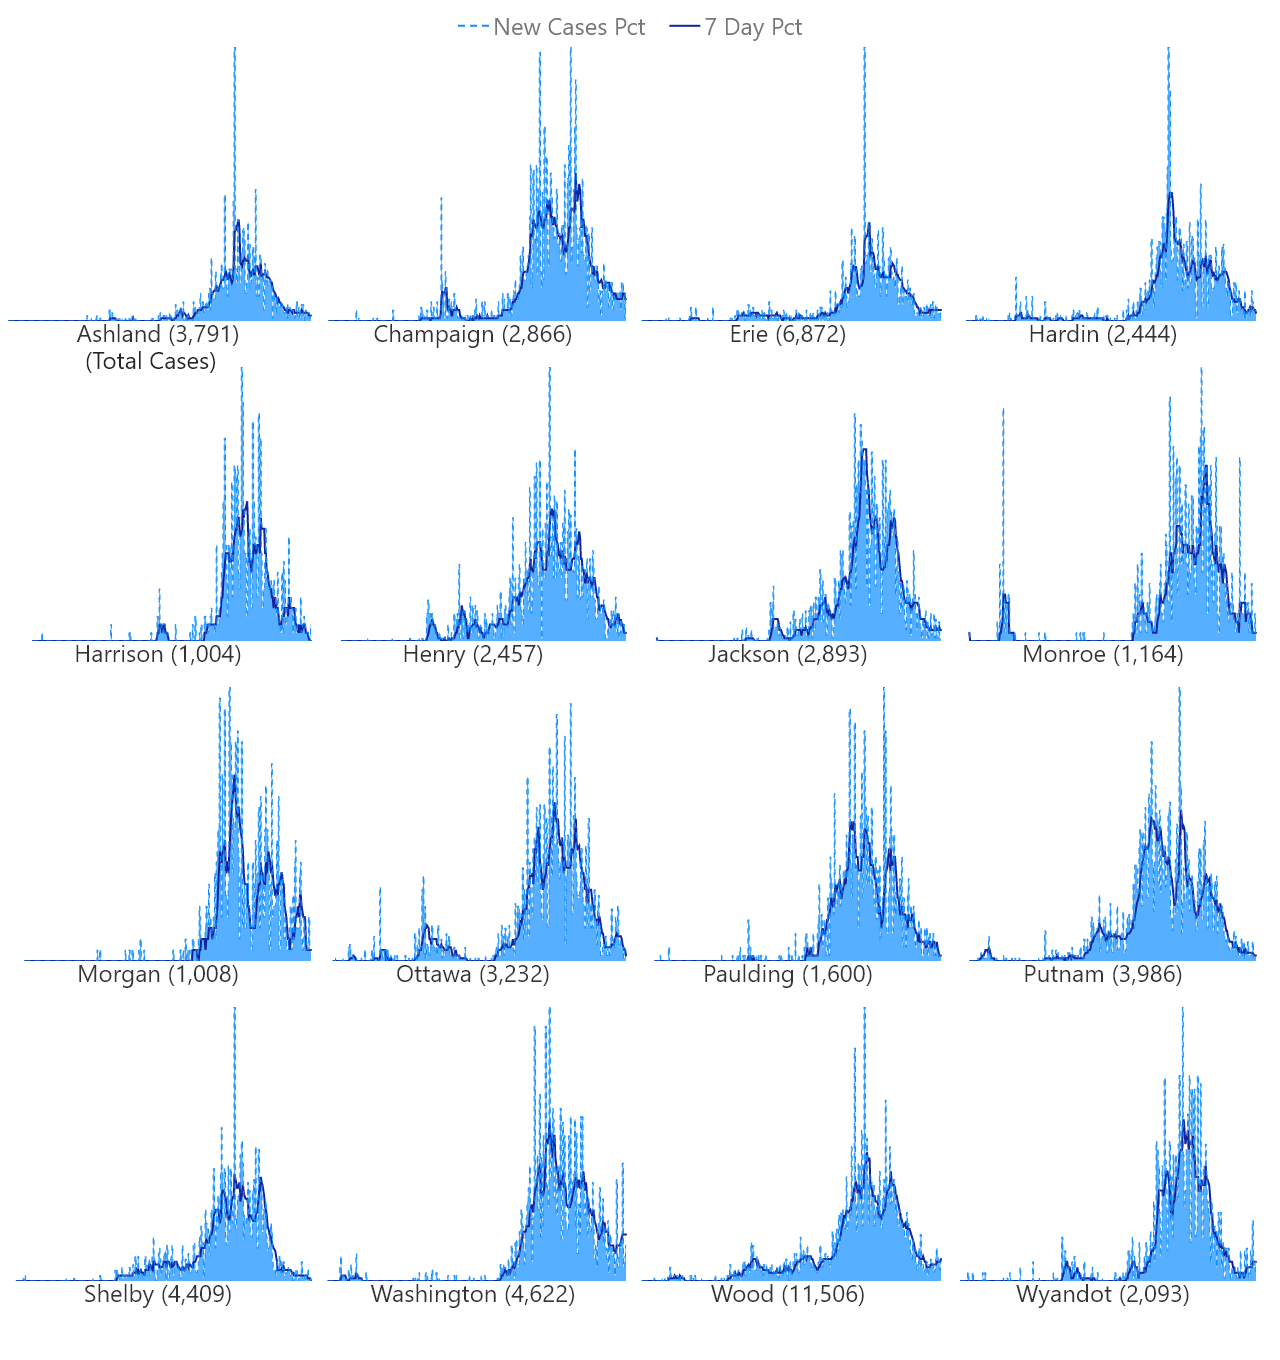 New Cases Pct 7 Day Pct
Ashland (3,791) Champaign (2,866) Erie (6,872) Hardin (2,444)
(Total Cases)
Harrison (1,004) Henry (2,457) Jackson (2,893) Monroe (1,164)
Morgan (1,008) Ottawa (3,232) Paulding (1,600) Putnam (3,986)
Shelby (4,409) Washington (4,622) Wood (11,506) Wyandot (2,093)